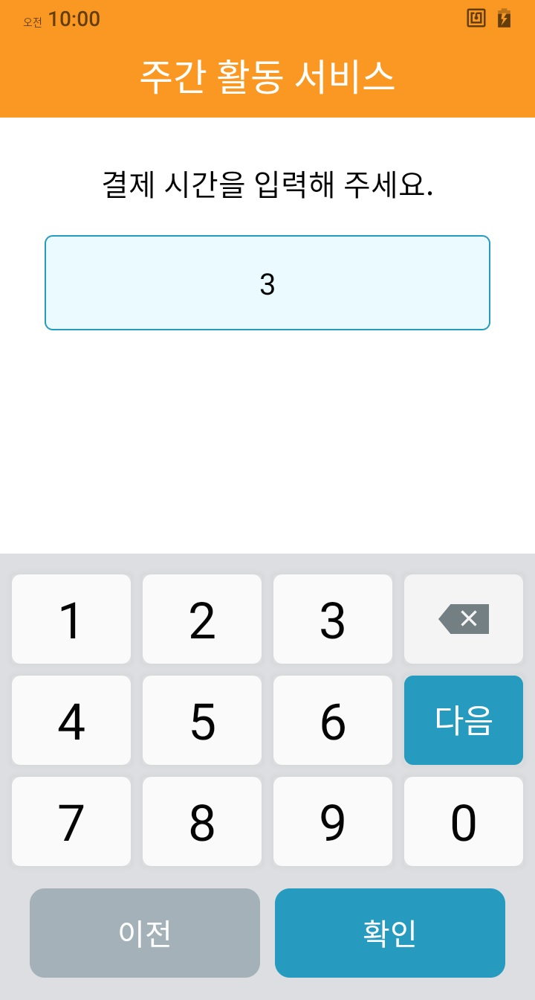 오전 10:00
주간 활동 서비스
결제 시간을 입력해 주세요.
3
1 2 3
4 5 6 다음
7 8 9 0
이전 확인